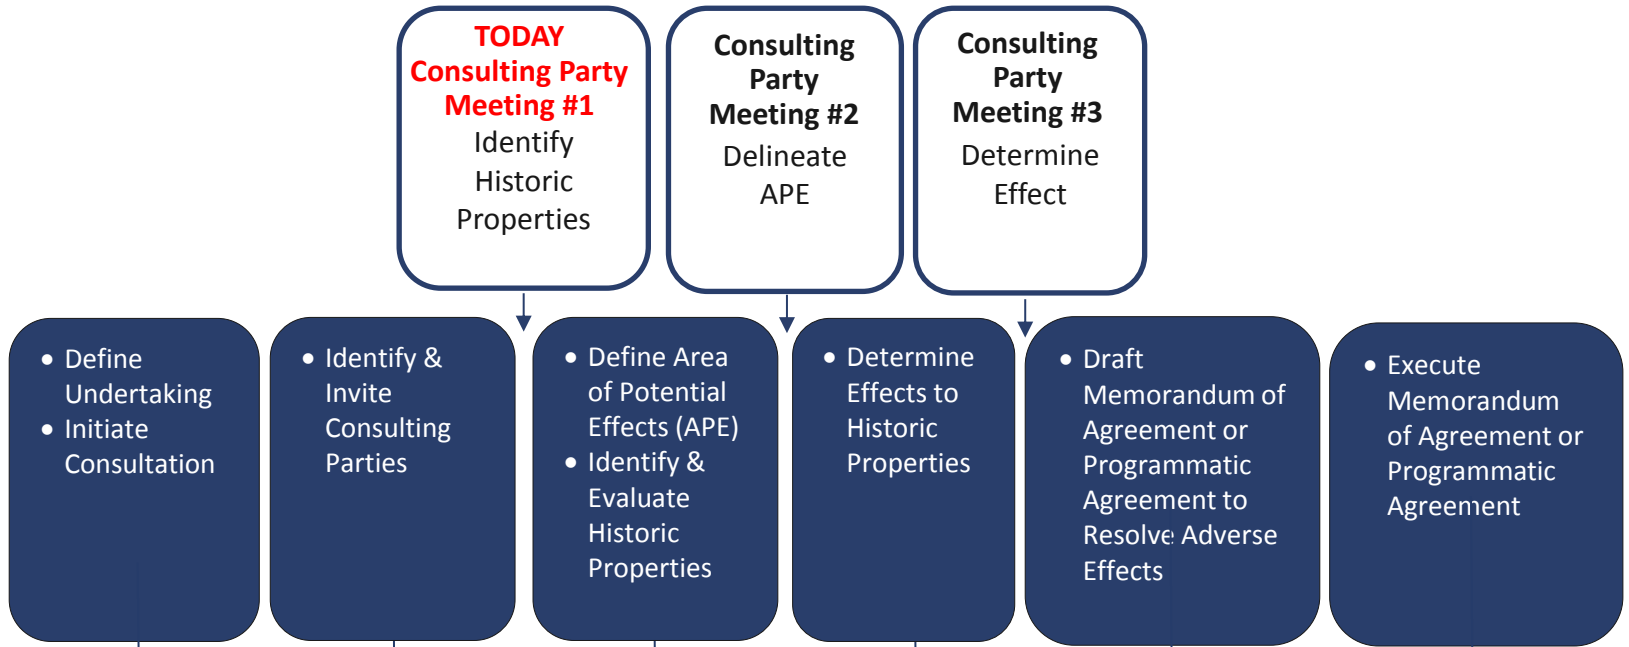 TODAY
Consulting Party
Meeting #1
Identify
Historic
Properties
Consulting
Party
Meeting #2
Delineate
APE
Consulting
Party
Meeting #3
Determine
Effect
• Define
Undertaking
• Initiate
Consultation
• Identify &
Invite
Consulting
Parties
• Define Area
of Potential
Effects (APE)
• Identify &
Evaluate
Historic
Properties
• Determine
Effects to
Historic
Properties
• Draft
Memorandum of
Agreement or
Programmatic
Agreement to
Resolve Adverse
Effects
• Execute
Memorandum
of Agreement or
Programmatic
Agreement